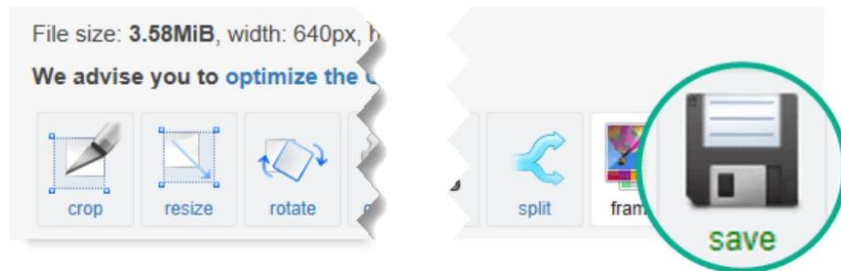 File size: 3.58MiB, width: 640px,
We advise you to optimize the
crop resize rotate split save